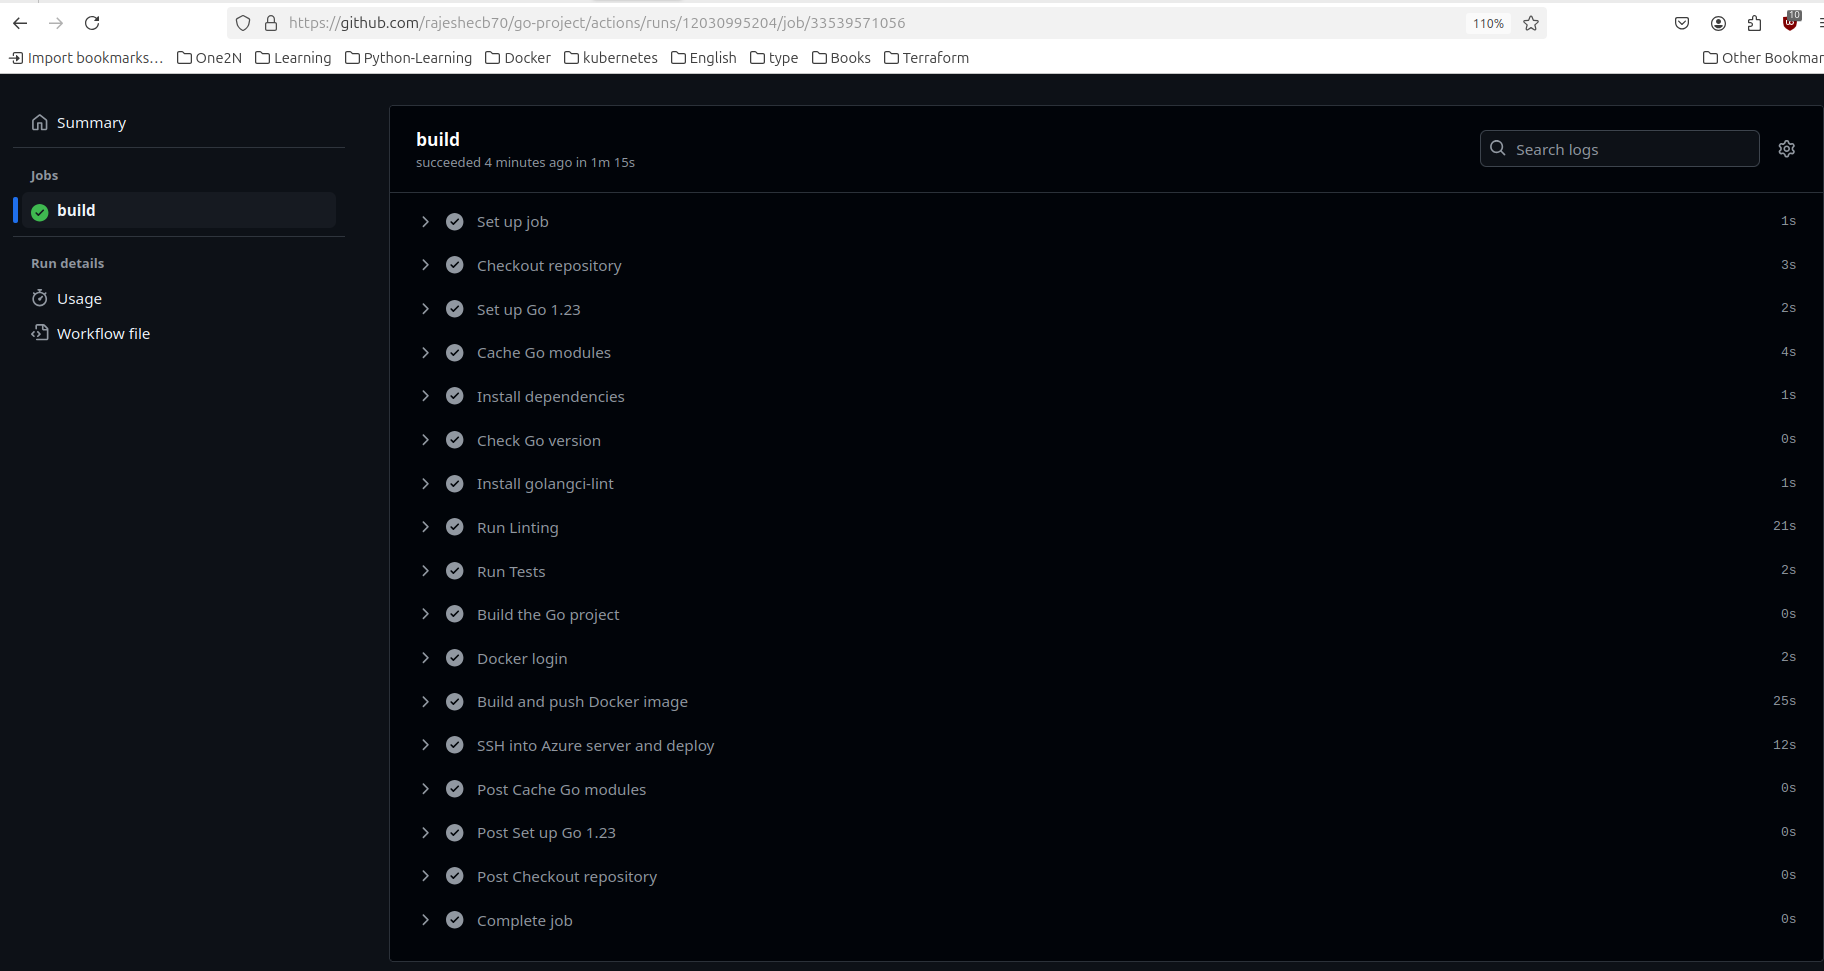 https://github.com/rajeshecb70/go-project/actions/runs/12030995204/job/33539571056 110% 10
Import bookmarks... One2N Learning Python-Learning Docker kubernetes English type Books Terraform Other Bookmar
Summary
Jobs
build
Run details
Usage
Workflow file
build
succeeded 4 minutes ago in 1m 15s
Search logs
Set up job 1s
Checkout repository 3s
Set up Go 1.23 2s
Cache Go modules 4s
Install dependencies 1s
Check Go version 0s
Install golangci-lint 1s
Run Linting 21s
Run Tests 2s
Build the Go project 0s
Docker login 2s
Build and push Docker image 25s
SSH into Azure server and deploy 12s
Post Cache Go modules 0s
Post Set up Go 1.23 0s
Post Checkout repository 0s
Complete job 0s